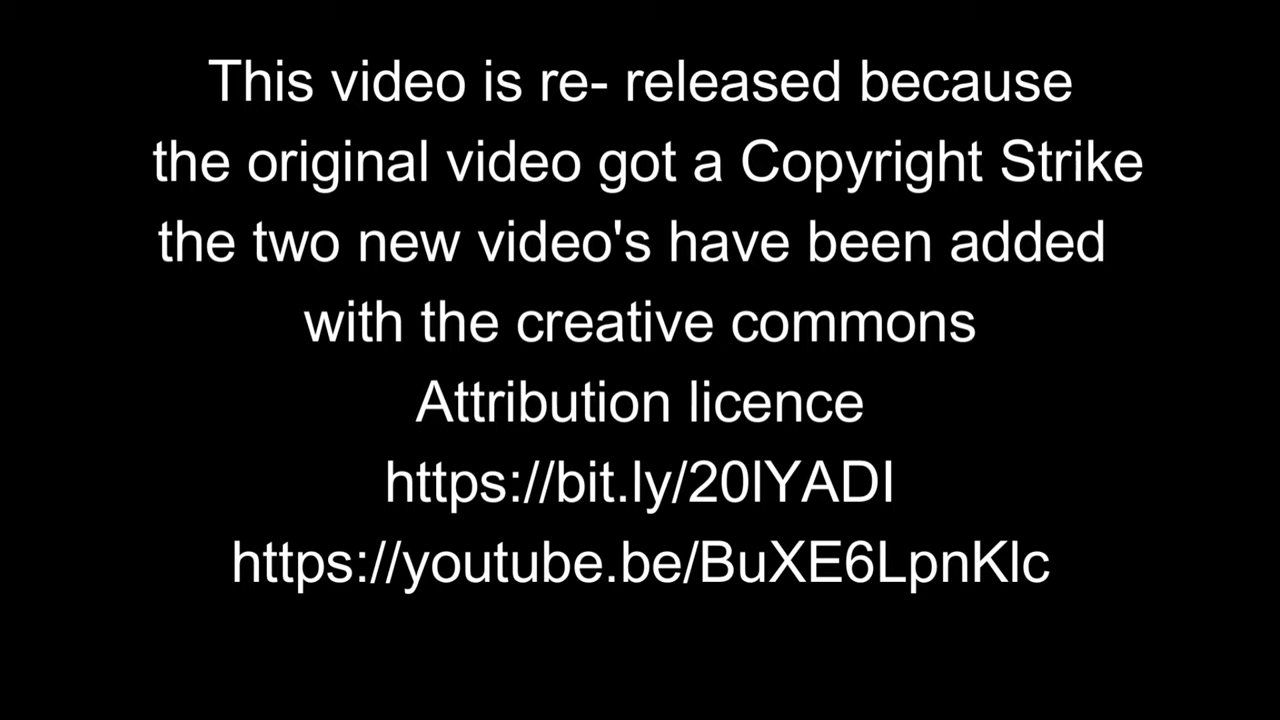 This video is re- released because
the original video got a Copyright Strike
the two new video's have been added
with the creative commons
Attribution licence
https://bit.ly/20lYADI
https://youtube.be/BuXE6LpnKlc